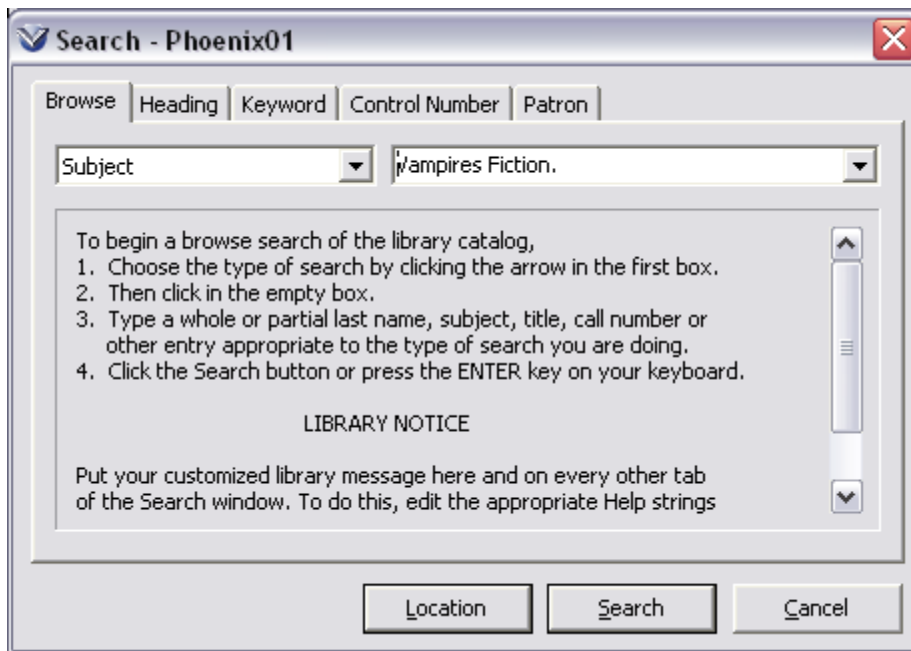 Search - Phoenix01
Browse Heading Keyword Control Number Patron
Subject Vampires Fiction.
To begin a browse search of the library catalog,
1. Choose the type of search by clicking the arrow in the first box.
2. Then click in the empty box.
3. Type a whole or partial last name, subject, title, call number or
other entry appropriate to the type of search you are doing.
4. Click the Search button or press the ENTER key on your keyboard.
LIBRARY NOTICE
Put your customized library message here and on every other tab
of the Search window. To do this, edit the appropriate Help strings
Location Search Cancel